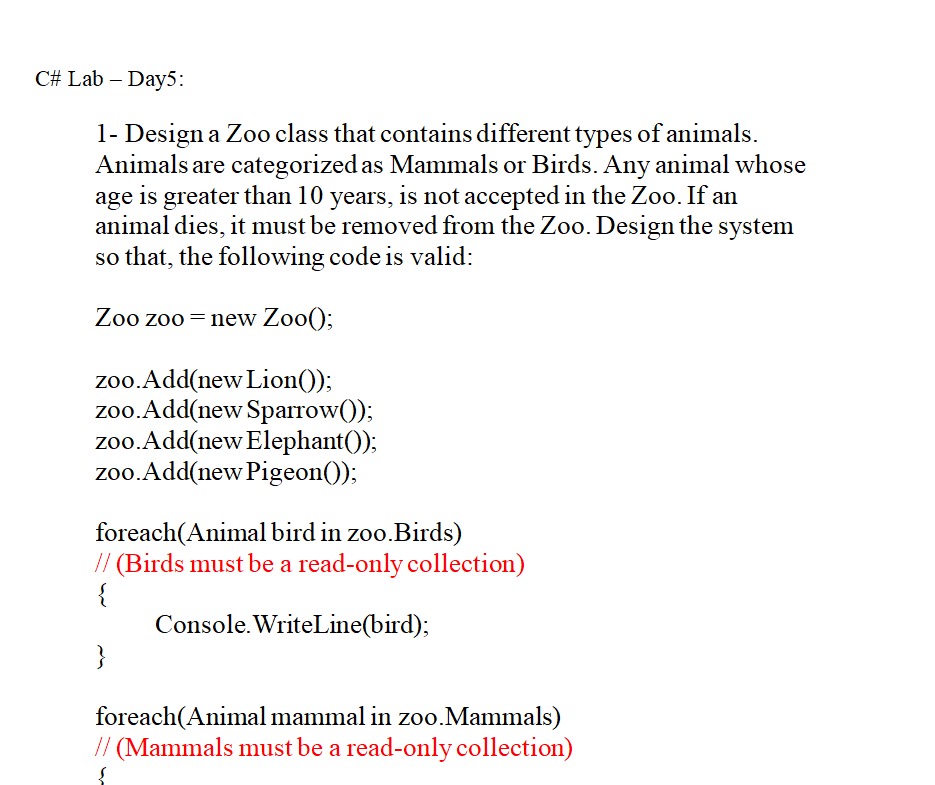 C# Lab – Day5:
1- Design a Zoo class that contains different types of animals.
Animals are categorized as Mammals or Birds. Any animal whose
age is greater than 10 years, is not accepted in the Zoo. If an
animal dies, it must be removed from the Zoo. Design the system
so that, the following code is valid:
Zoo zoo = new Zoo();
zoo.Add(new Lion());
zoo.Add(new Sparrow());
zoo.Add(new Elephant());
zoo.Add(new Pigeon());
foreach(Animal bird in zoo.Birds)
// (Birds must be a read-only collection)
{
Console.WriteLine(bird);
}
foreach(Animal mammal in zoo.Mammals)
// (Mammals must be a read-only collection)
{